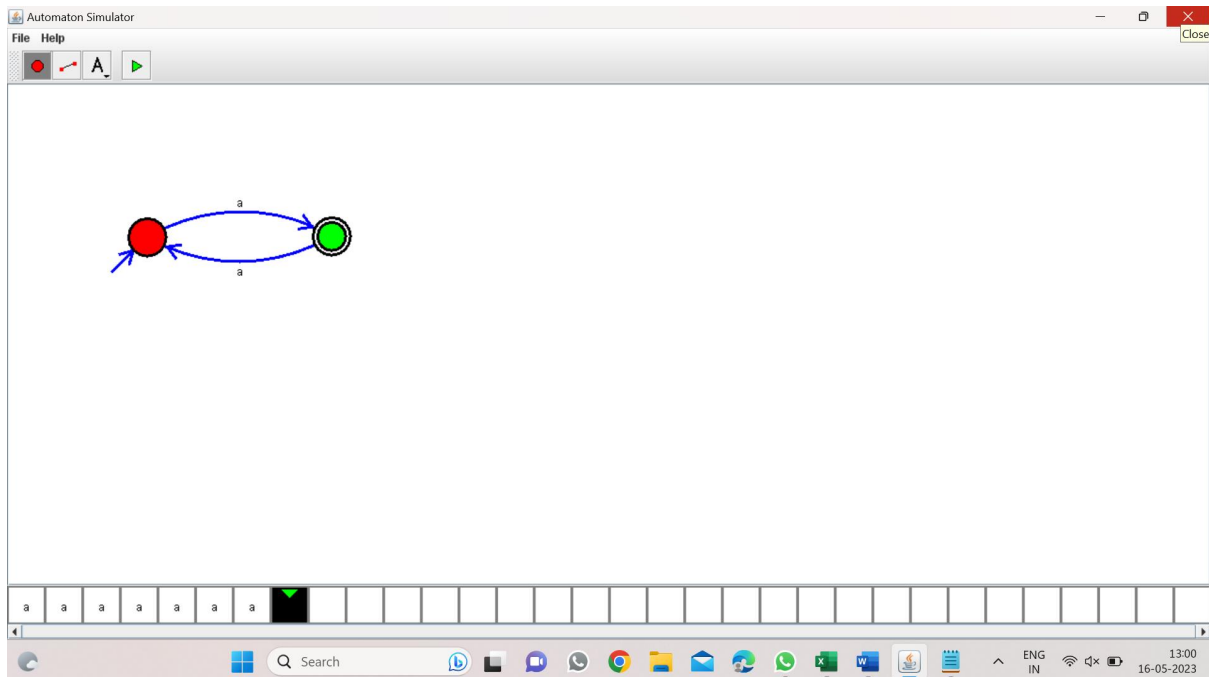 Automaton Simulator
File Help
Close
A
a
a
a a a a a a a
Search
ENG
IN
13:00
16-05-2023